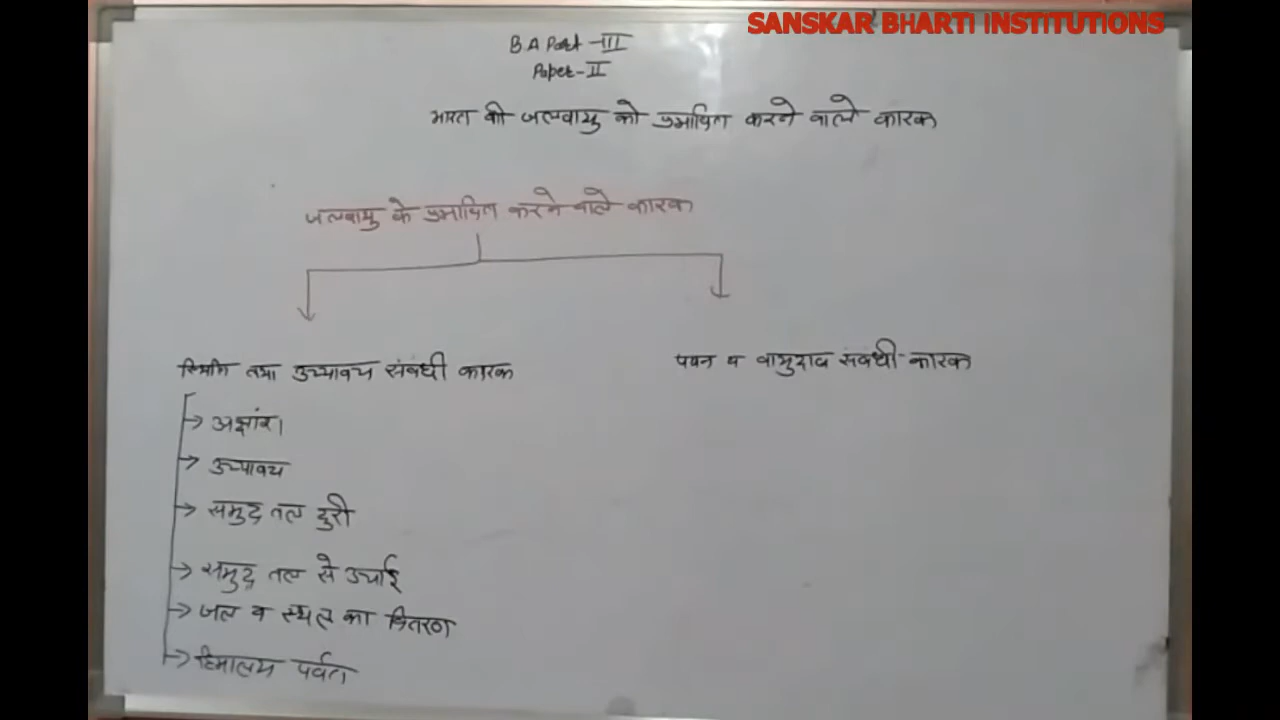 SANSKAR BHARTI INSTITUTIONS
B A Part - III
Paper - II
भारत की जलवायु को प्रभावित करने वाले कारक
जलवायु के प्रभावित करने वाले कारक
स्थिति तथा उच्चावच संबंधी कारक
पवन व वायुदाब संबंधी कारक
→ अक्षांश
→ उच्चावच
→ समुद्र तल दुरी
→ समुद्र तल से उचाई
→ जल व स्थल का वितरण
→ हिमालय पर्वत